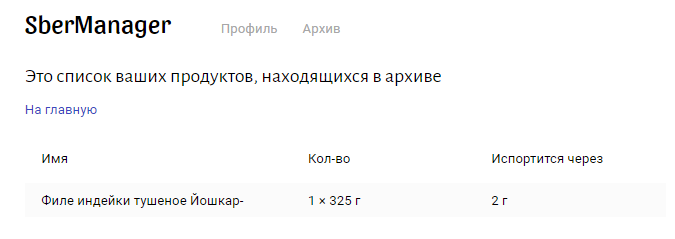 SberManager Профиль Архив
Это список ваших продуктов, находящихся в архиве
На главную
Имя Кол-во Испортится через
Филе индейки тушеное Йошкар- 1 × 325 г 2 г